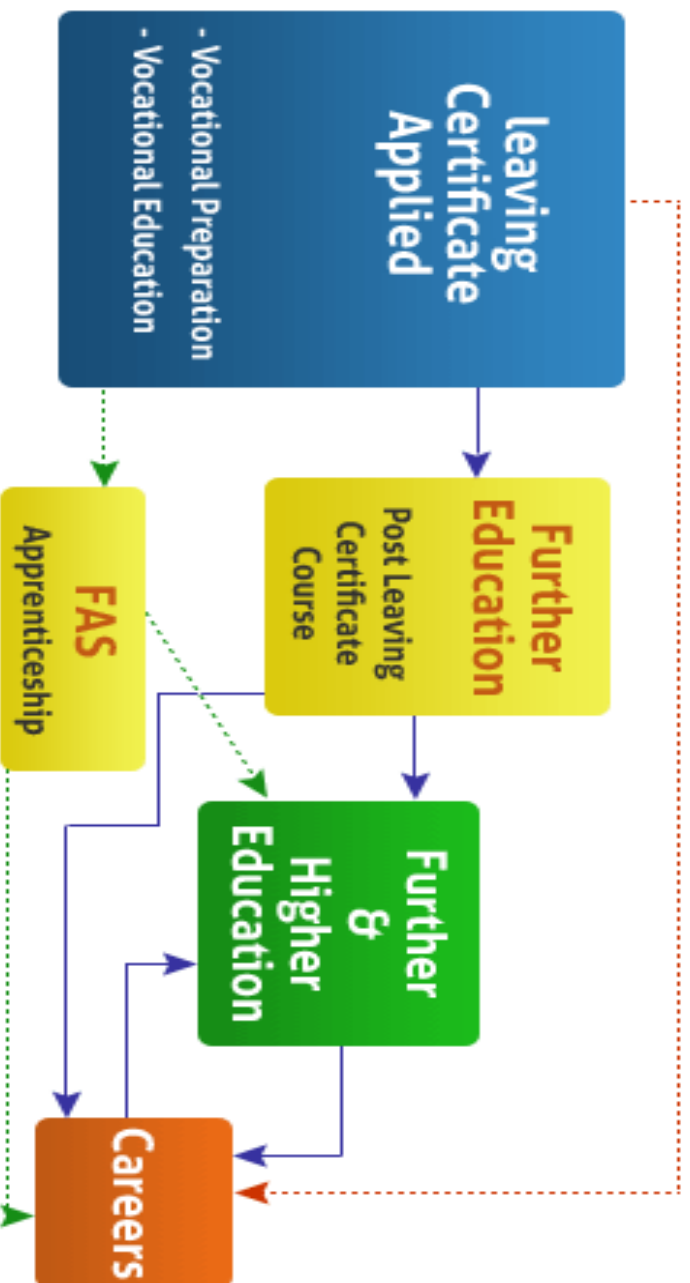 leaving
Certificate
Applied
- Vocational Preparation
- Vocational Education
Further
Education
Post Leaving
Certificate
Course
FAS
Apprenticeship
Further
&
Higher
Education
Careers